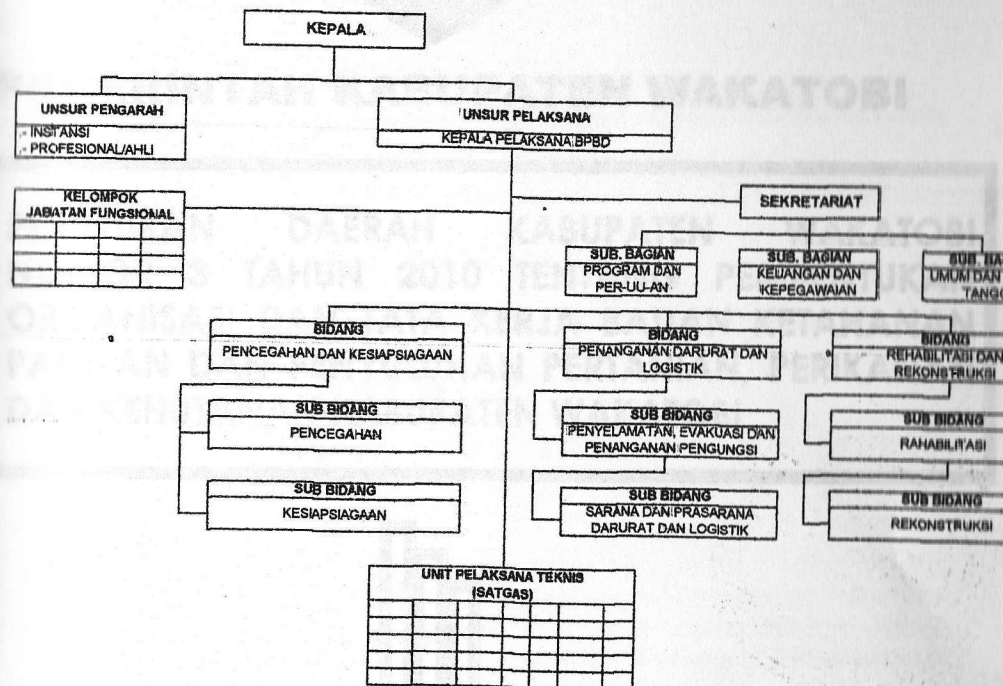 KEPALA
UNSUR PENGARAH
- INSTANSI
- PROFESIONAL/AHLI
UNSUR PELAKSANA
KEPALA PELAKSANA BPBD
KELOMPOK
JABATAN FUNGSIONAL
SEKRETARIAT
SUB. BAGIAN
PROGRAM DAN
PER-UU-AN
SUB. BAGIAN
KEUANGAN DAN
KEPEGAWAIAN
SUB.
UMUM DAN
BIDANG
PENCEGAHAN DAN KESIAPSIAGAAN
BIDANG
PENANGANAN DARURAT DAN
LOGISTIK
BIDANG
REHABILITASI DAN
REKONSTRUKSI
SUB BIDANG
PENCEGAHAN
SUB BIDANG
PENYELAMATAN, EVAKUASI DAN
PENANGANAN PENGUNGSI
SUB BIDANG
RAHABILITASI
SUB BIDANG
KESIAPSIAGAAN
SUB BIDANG
SARANA DAN PRASARANA
DARURAT DAN LOGISTIK
SUB BIDANG
REKONSTRUKSI
UNIT PELAKSANA TEKNIS
(SATGAS)
KABUPATEN WAKATOBI
DAERAH KABUPATEN WAKATOBI
TAHUN 2010